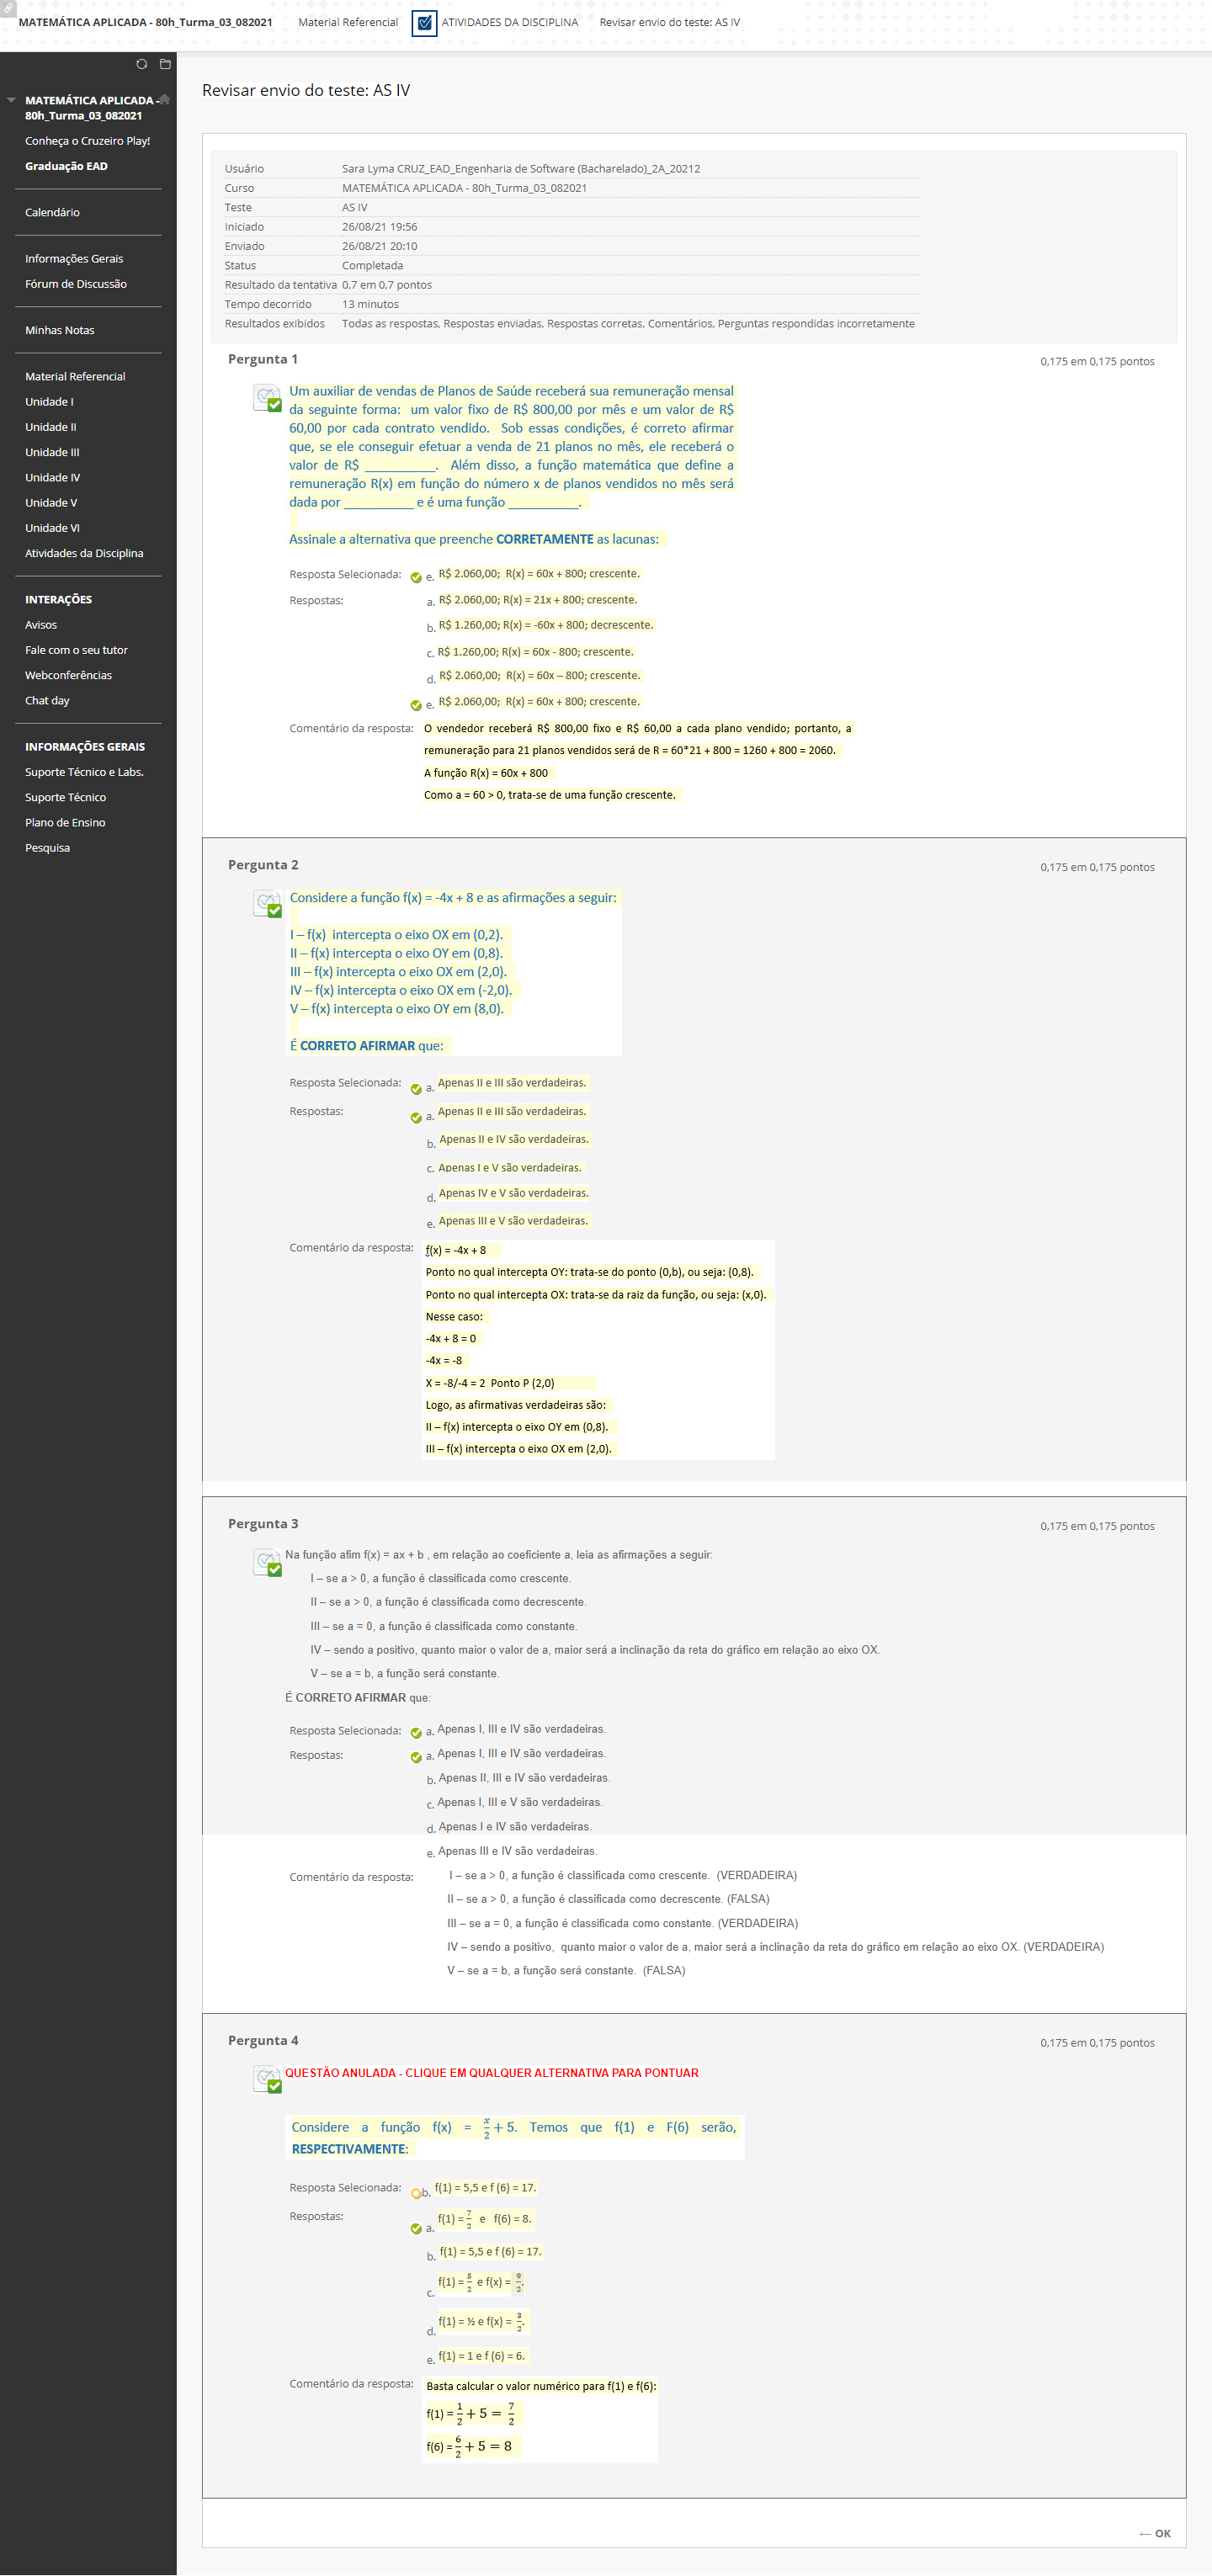 MATEMÁTICA APLICADA - 80h_Turma_03_082021 Material Referencial ATIVIDADES DA DISCIPLINA Revisar envio do teste: AS IV
MATEMÁTICA APLICADA -
80h_Turma_03_082021
Conheça o Cruzeiro Play!
Graduação EAD
Calendário
Informações Gerais
Fórum de Discussão
Minhas Notas
Material Referencial
Unidade I
Unidade II
Unidade III
Unidade IV
Unidade V
Unidade VI
Atividades da Disciplina
INTERAÇÕES
Avisos
Fale com o seu tutor
Webconferências
Chat day
INFORMAÇÕES GERAIS
Suporte Técnico e Labs.
Suporte Técnico
Plano de Ensino
Pesquisa
Revisar envio do teste: AS IV
Usuário Sara Lyma CRUZ_EAD_Engenharia de Software (Bacharelado)_2A_20212
Curso MATEMÁTICA APLICADA - 80h_Turma_03_082021
Teste AS IV
Iniciado 26/08/21 19:56
Enviado 26/08/21 20:10
Status Completada
Resultado da tentativa 0,7 em 0,7 pontos
Tempo decorrido 13 minutos
Resultados exibidos Todas as respostas, Respostas enviadas, Respostas corretas, Comentários, Perguntas respondidas incorretamente
Pergunta 1 0,175 em 0,175 pontos
Um auxiliar de vendas de Planos de Saúde receberá sua remuneração mensal
da seguinte forma: um valor fixo de R$ 800,00 por mês e um valor de R$
60,00 por cada contrato vendido. Sob essas condições, é correto afirmar
que, se ele conseguir efetuar a venda de 21 planos no mês, ele receberá o
valor de R$ __________. Além disso, a função matemática que define a
remuneração R(x) em função do número x de planos vendidos no mês será
dada por __________ e é uma função __________.
Assinale a alternativa que preenche CORRETAMENTE as lacunas:
Resposta Selecionada: e. R$ 2.060,00; R(x) = 60x + 800; crescente.
Respostas: a. R$ 2.060,00; R(x) = 21x + 800; crescente.
b. R$ 1.260,00; R(x) = -60x + 800; decrescente.
c. R$ 1.260,00; R(x) = 60x - 800; crescente.
d. R$ 2.060,00; R(x) = 60x – 800; crescente.
e. R$ 2.060,00; R(x) = 60x + 800; crescente.
Comentário da resposta: O vendedor receberá R$ 800,00 fixo e R$ 60,00 a cada plano vendido; portanto, a
remuneração para 21 planos vendidos será de R = 60*21 + 800 = 1260 + 800 = 2060.
A função R(x) = 60x + 800
Como a = 60 > 0, trata-se de uma função crescente.
Pergunta 2 0,175 em 0,175 pontos
Considere a função f(x) = -4x + 8 e as afirmações a seguir:
I – f(x) intercepta o eixo OX em (0,2).
II – f(x) intercepta o eixo OY em (0,8).
III – f(x) intercepta o eixo OX em (2,0).
IV – f(x) intercepta o eixo OX em (-2,0).
V – f(x) intercepta o eixo OY em (8,0).
É CORRETO AFIRMAR que:
Resposta Selecionada: a. Apenas II e III são verdadeiras.
Respostas: a. Apenas II e III são verdadeiras.
b. Apenas II e IV são verdadeiras.
c. Apenas I e V são verdadeiras.
d. Apenas IV e V são verdadeiras.
e. Apenas III e V são verdadeiras.
Comentário da resposta: f(x) = -4x + 8
Ponto no qual intercepta OY: trata-se do ponto (0,b), ou seja: (0,8).
Ponto no qual intercepta OX: trata-se da raiz da função, ou seja: (x,0).
Nesse caso:
-4x + 8 = 0
-4x = -8
X = -8/-4 = 2 Ponto P (2,0)
Logo, as afirmativas verdadeiras são:
II – f(x) intercepta o eixo OY em (0,8).
III – f(x) intercepta o eixo OX em (2,0).
Pergunta 3 0,175 em 0,175 pontos
Na função afim f(x) = ax + b , em relação ao coeficiente a, leia as afirmações a seguir:
I – se a > 0, a função é classificada como crescente.
II – se a > 0, a função é classificada como decrescente.
III – se a = 0, a função é classificada como constante.
IV – sendo a positivo, quanto maior o valor de a, maior será a inclinação da reta do gráfico em relação ao eixo OX.
V – se a = b, a função será constante.
É CORRETO AFIRMAR que:
Resposta Selecionada: a. Apenas I, III e IV são verdadeiras.
Respostas: a. Apenas I, III e IV são verdadeiras.
b. Apenas II, III e IV são verdadeiras.
c. Apenas I, III e V são verdadeiras.
d. Apenas I e IV são verdadeiras.
e. Apenas III e IV são verdadeiras.
Comentário da resposta: I – se a > 0, a função é classificada como crescente. (VERDADEIRA)
II – se a > 0, a função é classificada como decrescente. (FALSA)
III – se a = 0, a função é classificada como constante. (VERDADEIRA)
IV – sendo a positivo, quanto maior o valor de a, maior será a inclinação da reta do gráfico em relação ao eixo OX. (VERDADEIRA)
V – se a = b, a função será constante. (FALSA)
Pergunta 4 0,175 em 0,175 pontos
QUESTÃO ANULADA - CLIQUE EM QUALQUER ALTERNATIVA PARA PONTUAR
Considere a função f(x) = x/2 + 5. Temos que f(1) e F(6) serão,
RESPECTIVAMENTE:
Resposta Selecionada: b. f(1) = 5,5 e f (6) = 17.
Respostas: a. f(1) = 7/2 e f(6) = 8.
b. f(1) = 5,5 e f (6) = 17.
c. f(1) = 5/2 e f(x) = 9/2.
d. f(1) = ½ e f(x) = 3/2.
e. f(1) = 1 e f (6) = 6.
Comentário da resposta: Basta calcular o valor numérico para f(1) e f(6):
f(1) = 1/2 + 5 = 7/2
f(6) = 6/2 + 5 = 8
← OK